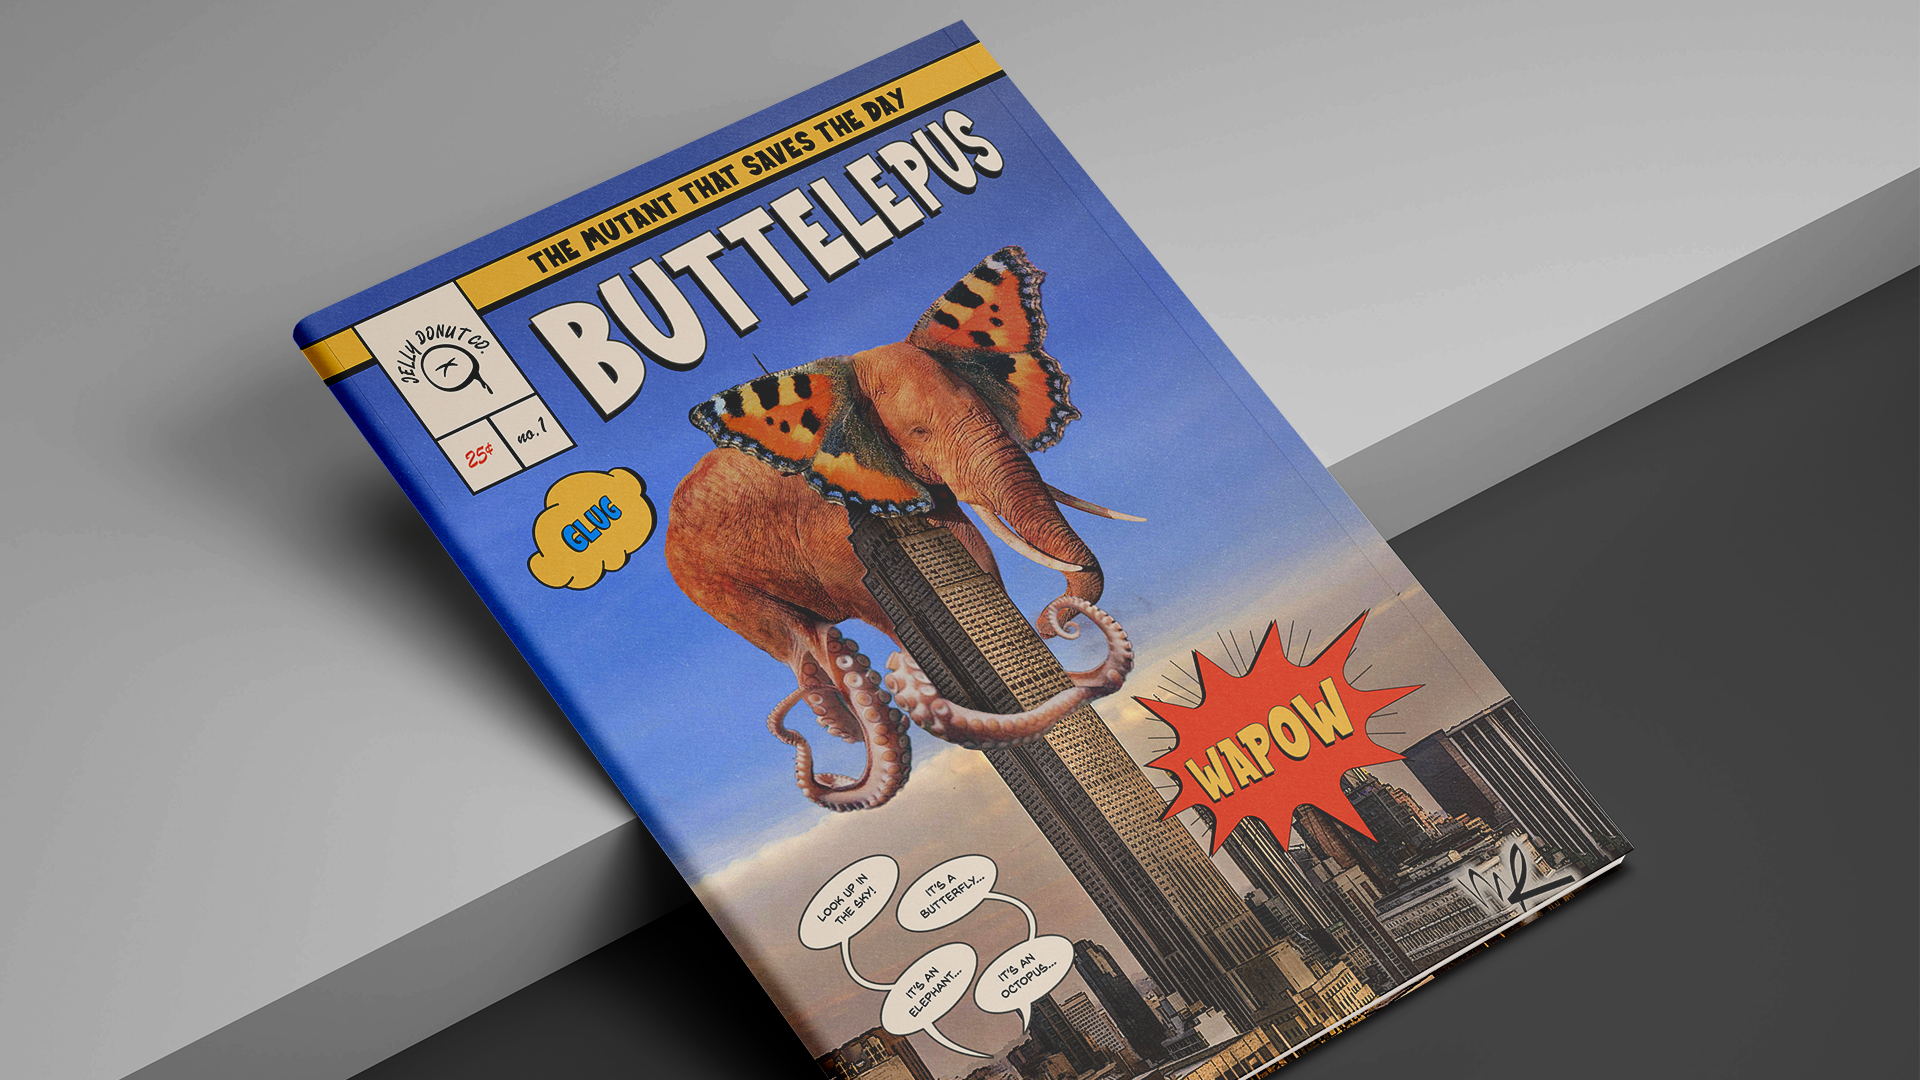 THE MUTANT THAT SAVES THE DAY
BUTTELEPUS
JELLY DONUT CO.
25¢
no. 1
GLUG
WAPOW
LOOK UP IN
THE SKY!
IT'S A
BUTTERFLY...
IT'S AN
ELEPHANT...
IT'S AN
OCTOPUS...